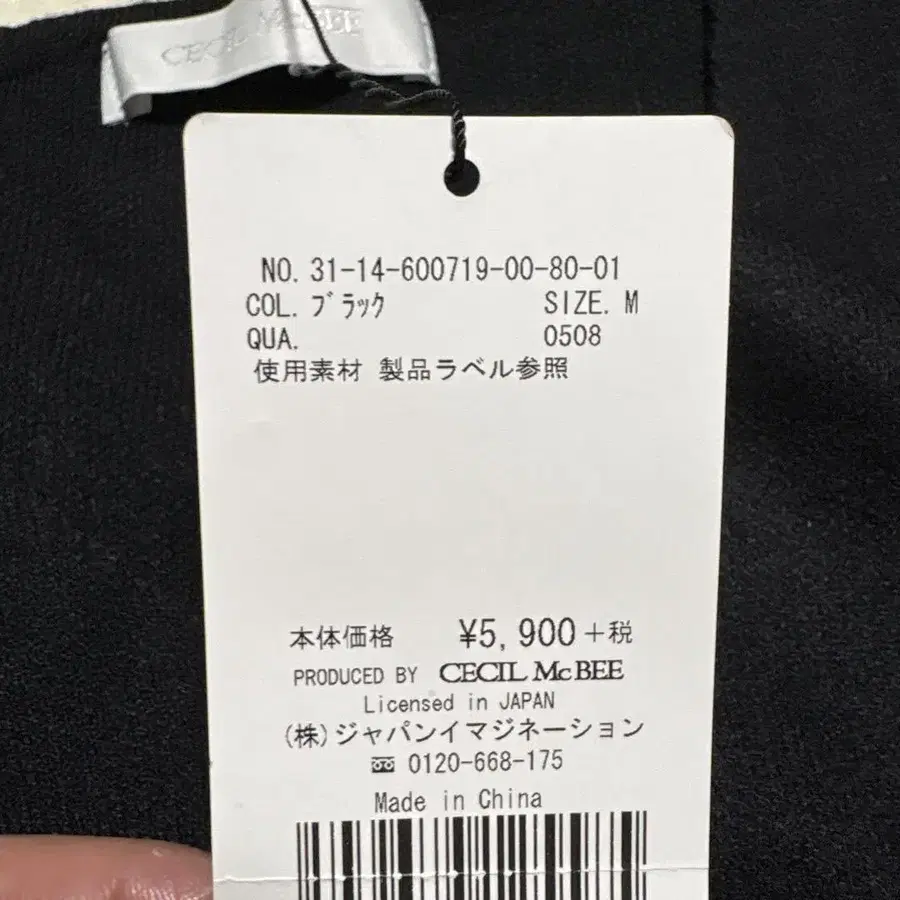 CECIL McBEE
NO. 31-14-600719-00-80-01
COL. ブラック SIZE. M
QUA. 0508
使用素材 製品ラベル参照
本体価格 ¥5,900+税
PRODUCED BY CECIL McBEE
Licensed in JAPAN
(株)ジャパンイマジネーション
0120-668-175
Made in China